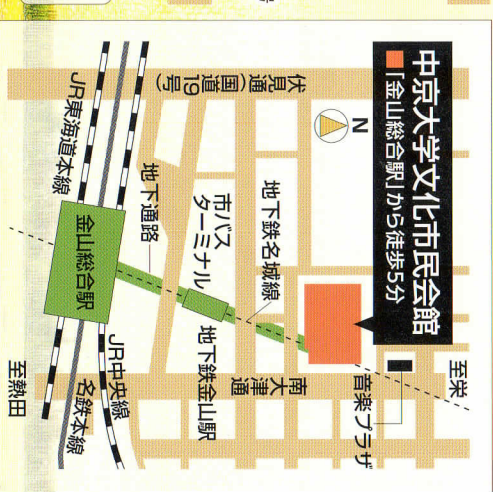 中京大学文化市民会館
「金山総合駅」から徒歩5分
N
伏見通(国道19号)
至栄
音楽プラザ
地下鉄名城線
市バス
ターミナル
地下通路
地下鉄金山駅
南大津通
JR東海道本線
金山総合駅
JR中央線
名鉄本線
至熱田